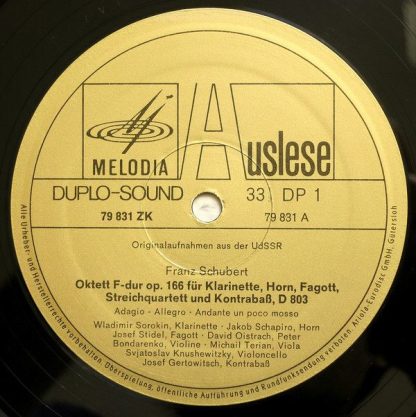 MELODIA
Auslese
DUPLO-SOUND 33 DP 1
79 831 ZK 79 831 A
Originalaufnahmen aus der UdSSR
Franz Schubert
Oktett F-dur op. 166 für Klarinette, Horn, Fagott,
Streichquartett und Kontrabaß, D 803
Adagio - Allegro · Andante un poco mosso
Wladimir Sorokin, Klarinette · Jakob Schapiro, Horn
Josef Stidel, Fagott · David Oistrach, Peter
Bondarenko, Violine · Michail Terian, Viola
Svjatoslav Knushewitzky, Violoncello
Josef Gertowitsch, Kontrabaß
Alle Urheber- und Herstellerrechte vorbehalten. Überspielung, öffentliche Aufführung und Rundfunksendung verboten. Ariola-Eurodisc GmbH, Gütersloh